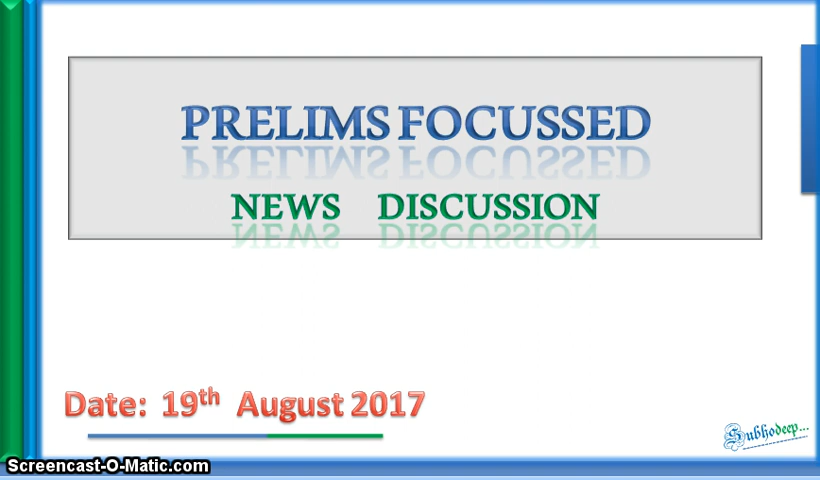 PRELIMS FOCUSSED
NEWS DISCUSSION
Date: 19th August 2017
Subhodeep...
Screencast-O-Matic.com